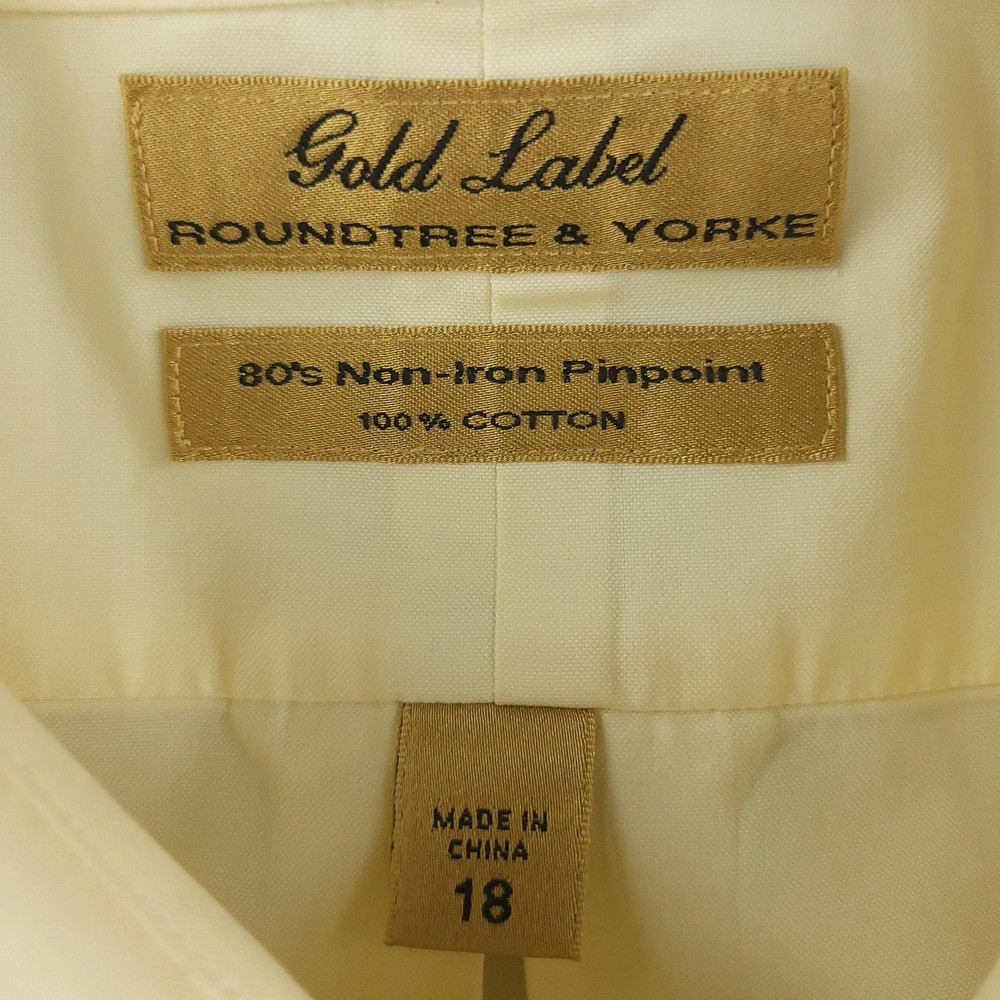 Gold Label
ROUNDTREE & YORKE
80's Non-Iron Pinpoint
100% COTTON
MADE IN
CHINA
18